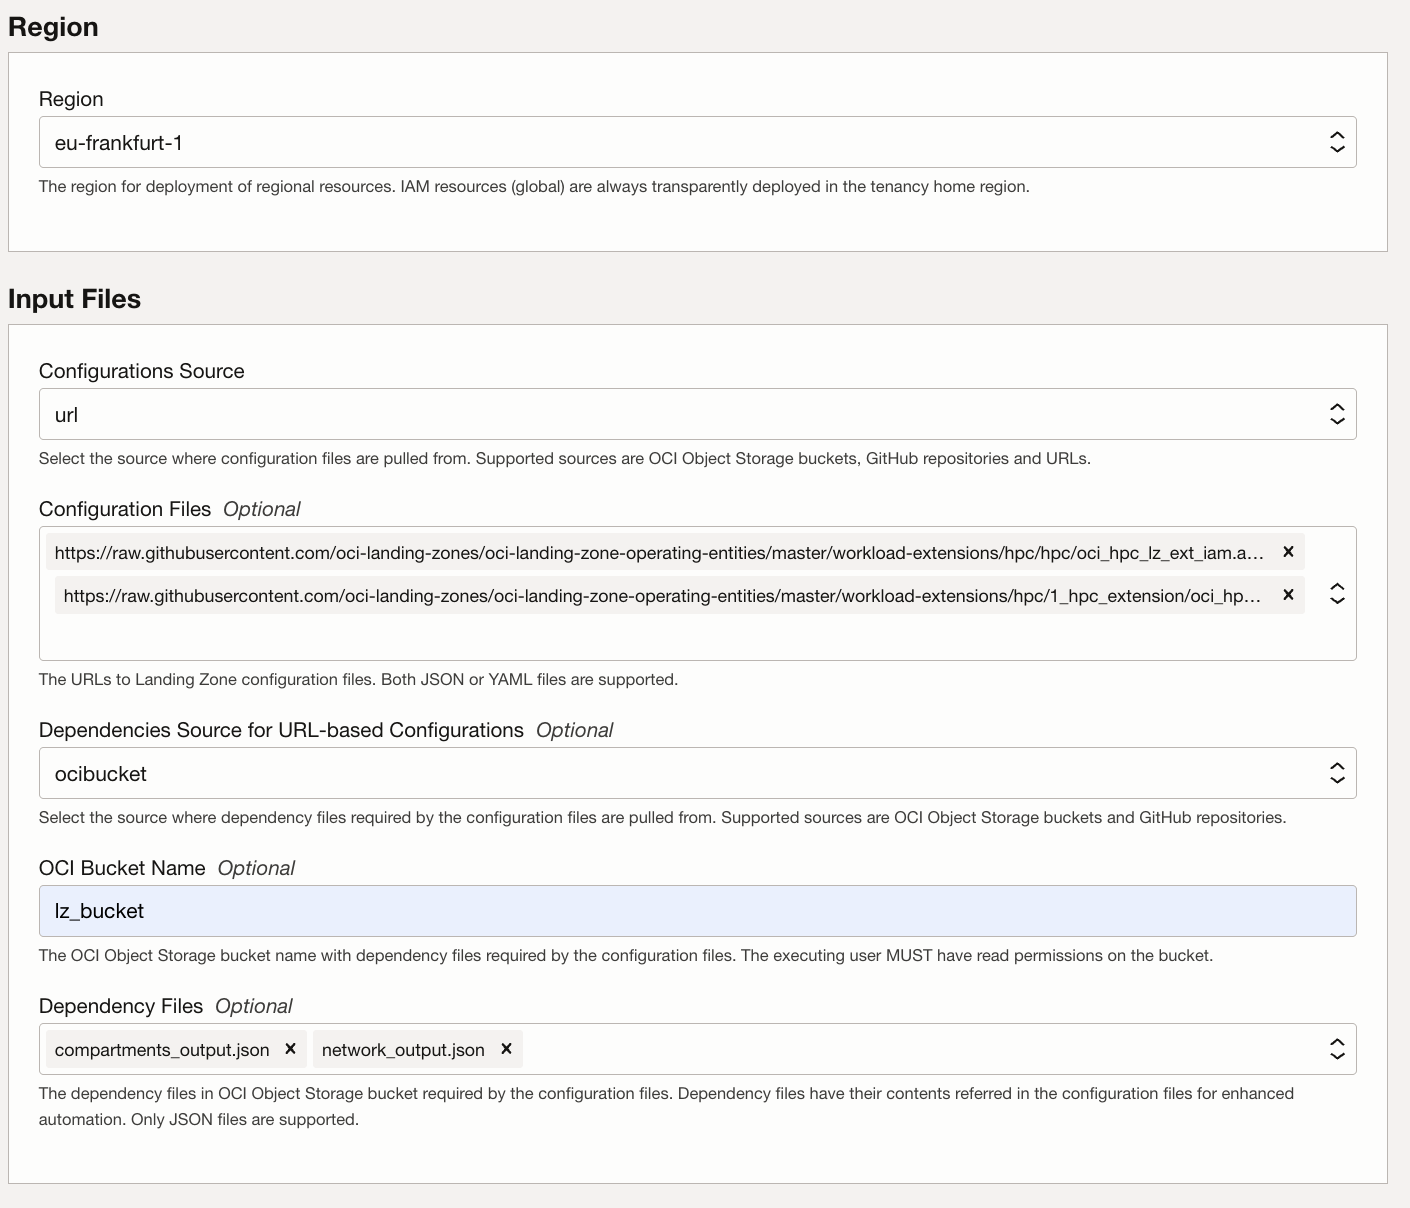 Region
Region
eu-frankfurt-1
The region for deployment of regional resources. IAM resources (global) are always transparently deployed in the tenancy home region.
Input Files
Configurations Source
url
Select the source where configuration files are pulled from. Supported sources are OCI Object Storage buckets, GitHub repositories and URLs.
Configuration Files Optional
https://raw.githubusercontent.com/oci-landing-zones/oci-landing-zone-operating-entities/master/workload-extensions/hpc/hpc/oci_hpc_lz_ext_iam.a...
https://raw.githubusercontent.com/oci-landing-zones/oci-landing-zone-operating-entities/master/workload-extensions/hpc/1_hpc_extension/oci_hp...
The URLs to Landing Zone configuration files. Both JSON or YAML files are supported.
Dependencies Source for URL-based Configurations Optional
ocibucket
Select the source where dependency files required by the configuration files are pulled from. Supported sources are OCI Object Storage buckets and GitHub repositories.
OCI Bucket Name Optional
lz_bucket
The OCI Object Storage bucket name with dependency files required by the configuration files. The executing user MUST have read permissions on the bucket.
Dependency Files Optional
compartments_output.json network_output.json
The dependency files in OCI Object Storage bucket required by the configuration files. Dependency files have their contents referred in the configuration files for enhanced
automation. Only JSON files are supported.